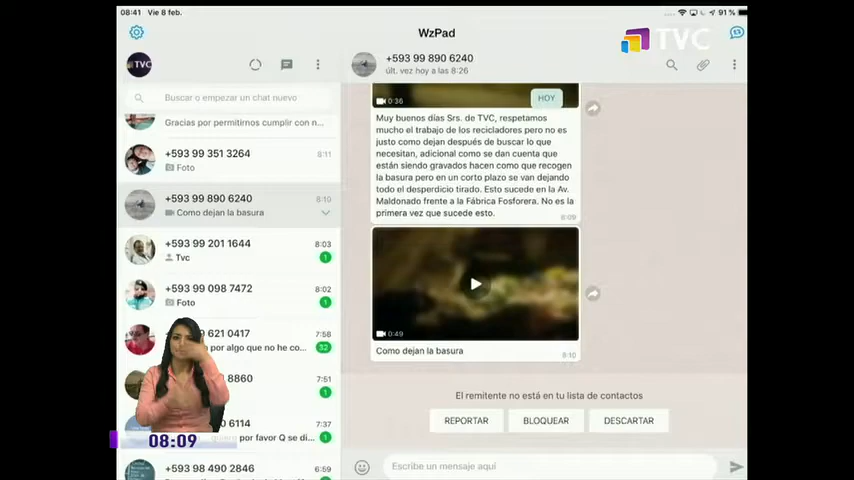 08:41 Vie 8 feb.
91 %
WzPad
TVC
TVC
+593 99 890 6240
últ. vez hoy a las 8:26
Buscar o empezar un chat nuevo
Gracias por permitirnos cumplir con n...
+593 99 351 3264
8:11
Foto
+593 99 890 6240
8:10
Como dejan la basura
+593 99 201 1644
8:03
Tvc
1
+593 99 098 7472
8:02
Foto
1
9 621 0417
7:58
por algo que no he co...
32
8860
7:51
1
0 6114
7:37
por favor Q se di...
1
+593 98 490 2846
6:59
0:36
HOY
Muy buenos días Srs. de TVC, respetamos
mucho el trabajo de los recicladores pero no es
justo como dejan después de buscar lo que
necesitan, adicional como se dan cuenta que
están siendo gravados hacen como que recogen
la basura pero en un corto plazo se van dejando
todo el desperdicio tirado. Esto sucede en la Av.
Maldonado frente a la Fábrica Fosforera. No es la
primera vez que sucede esto.
8:09
0:49
Como dejan la basura
8:10
El remitente no está en tu lista de contactos
REPORTAR
BLOQUEAR
DESCARTAR
Escribe un mensaje aquí
08:09